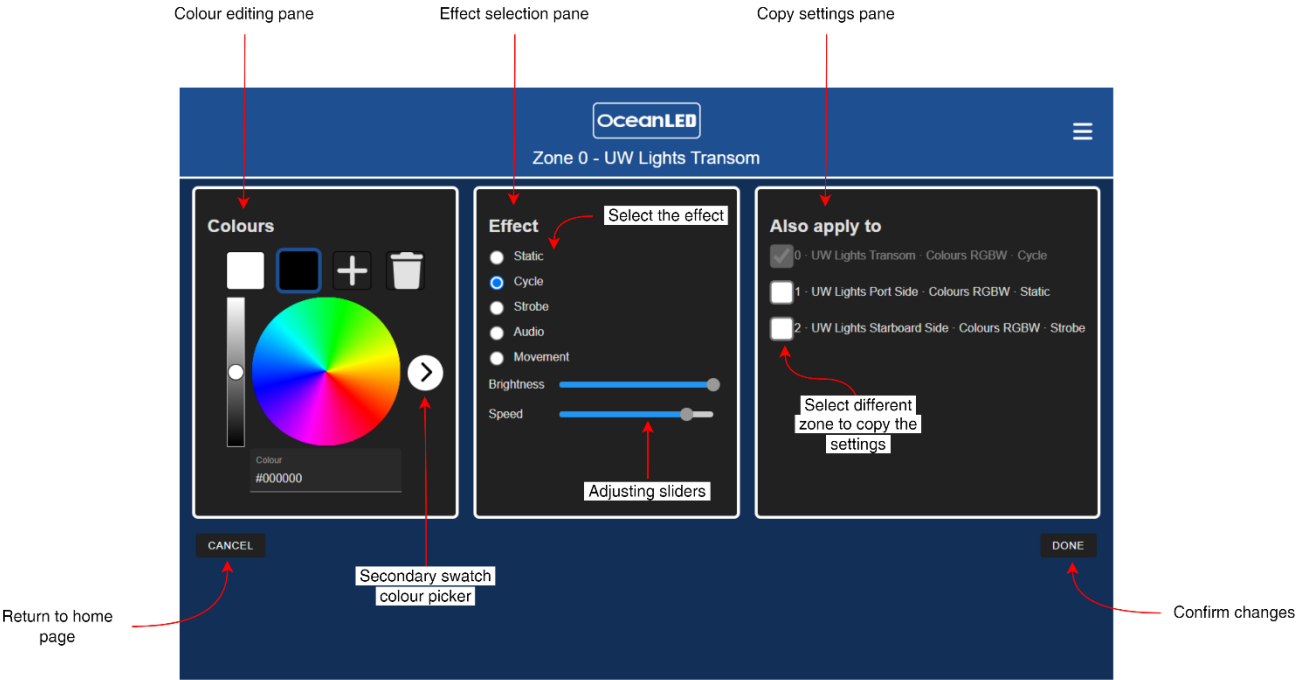 Colour editing pane
Effect selection pane
Copy settings pane
OceanLED
Zone 0 - UW Lights Transom
Colours
Colour
#000000
Effect
Select the effect
Static
Cycle
Strobe
Audio
Movement
Brightness
Speed
Adjusting sliders
Also apply to
0 · UW Lights Transom · Colours RGBW · Cycle
1 · UW Lights Port Side · Colours RGBW · Static
2 · UW Lights Starboard Side · Colours RGBW · Strobe
Select different
zone to copy the
settings
CANCEL
DONE
Secondary swatch
colour picker
Return to home
page
Confirm changes